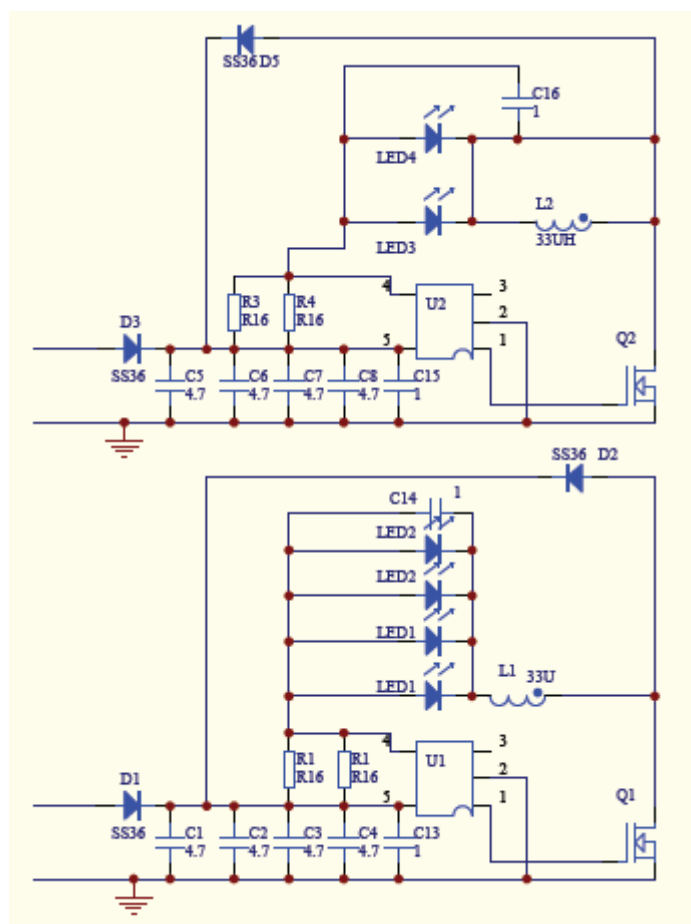 SS36 D5
C16
1
LED4
L2
33UH
LED3
4
3
R3
R16
R4
R16
U2
2
D3
5
1
Q2
SS36
C5
4.7
C6
4.7
C7
4.7
C8
4.7
C15
1
SS36 D2
C14
1
LED2
LED2
LED1
L1
33U
LED1
4
3
R1
R16
R1
R16
U1
2
D1
5
1
Q1
SS36
C1
4.7
C2
4.7
C3
4.7
C4
4.7
C13
1